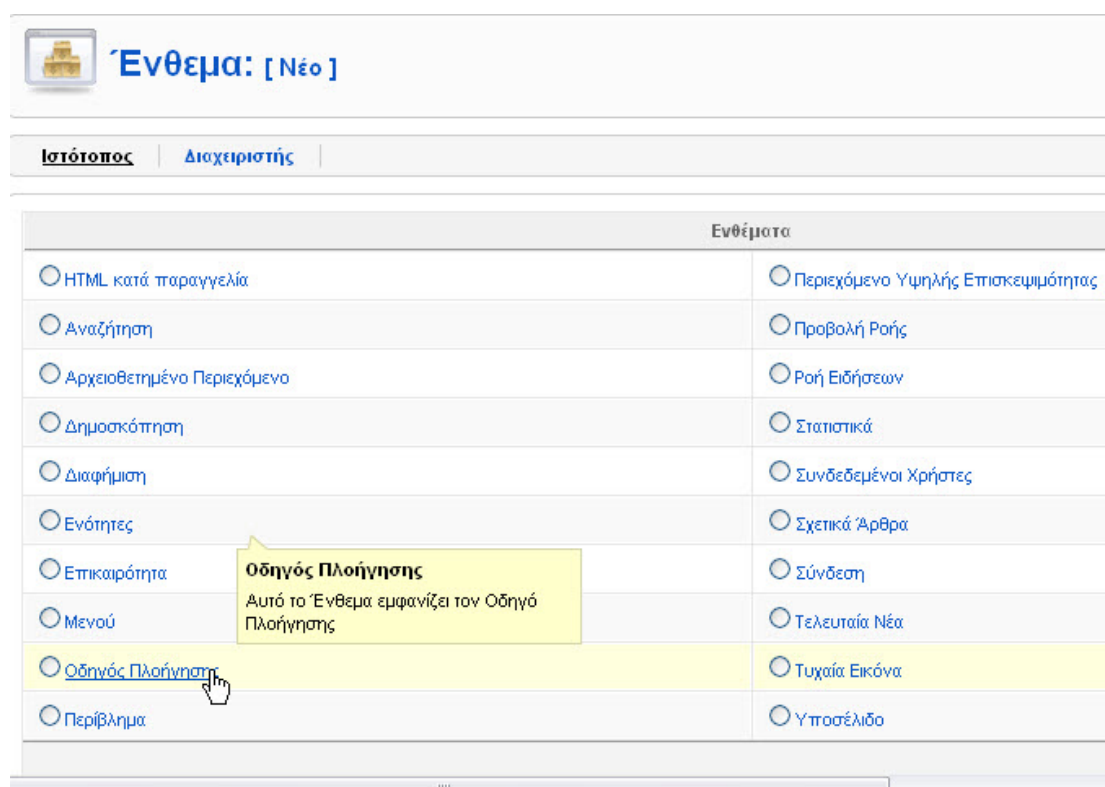 Ένθεμα: [ Νέο ]
Ιστότοπος Διαχειριστής
Ενθέματα
HTML κατά παραγγελία Περιεχόμενο Υψηλής Επισκεψιμότητας
Αναζήτηση Προβολή Ροής
Αρχειοθετημένο Περιεχόμενο Ροή Ειδήσεων
Δημοσκόπηση Στατιστικά
Διαφήμιση Συνδεδεμένοι Χρήστες
Ενότητες Σχετικά Άρθρα
Επικαιρότητα Σύνδεση
Μενού Τελευταία Νέα
Οδηγός Πλοήγησης
Αυτό το Ένθεμα εμφανίζει τον Οδηγό
Πλοήγησης
Οδηγός Πλοήγησης Τυχαία Εικόνα
Περίβλημα Υποσέλιδο